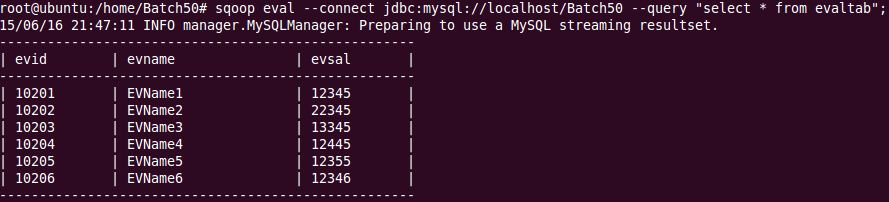 root@ubuntu:/home/Batch50# sqoop eval --connect jdbc:mysql://localhost/Batch50 --query "select * from evaltab";
15/06/16 21:47:11 INFO manager.MySQLManager: Preparing to use a MySQL streaming resultset.
---------------------------------------------------
| evid | evname | evsal |
---------------------------------------------------
| 10201 | EVName1 | 12345 |
| 10202 | EVName2 | 22345 |
| 10203 | EVName3 | 13345 |
| 10204 | EVName4 | 12445 |
| 10205 | EVName5 | 12355 |
| 10206 | EVName6 | 12346 |
---------------------------------------------------